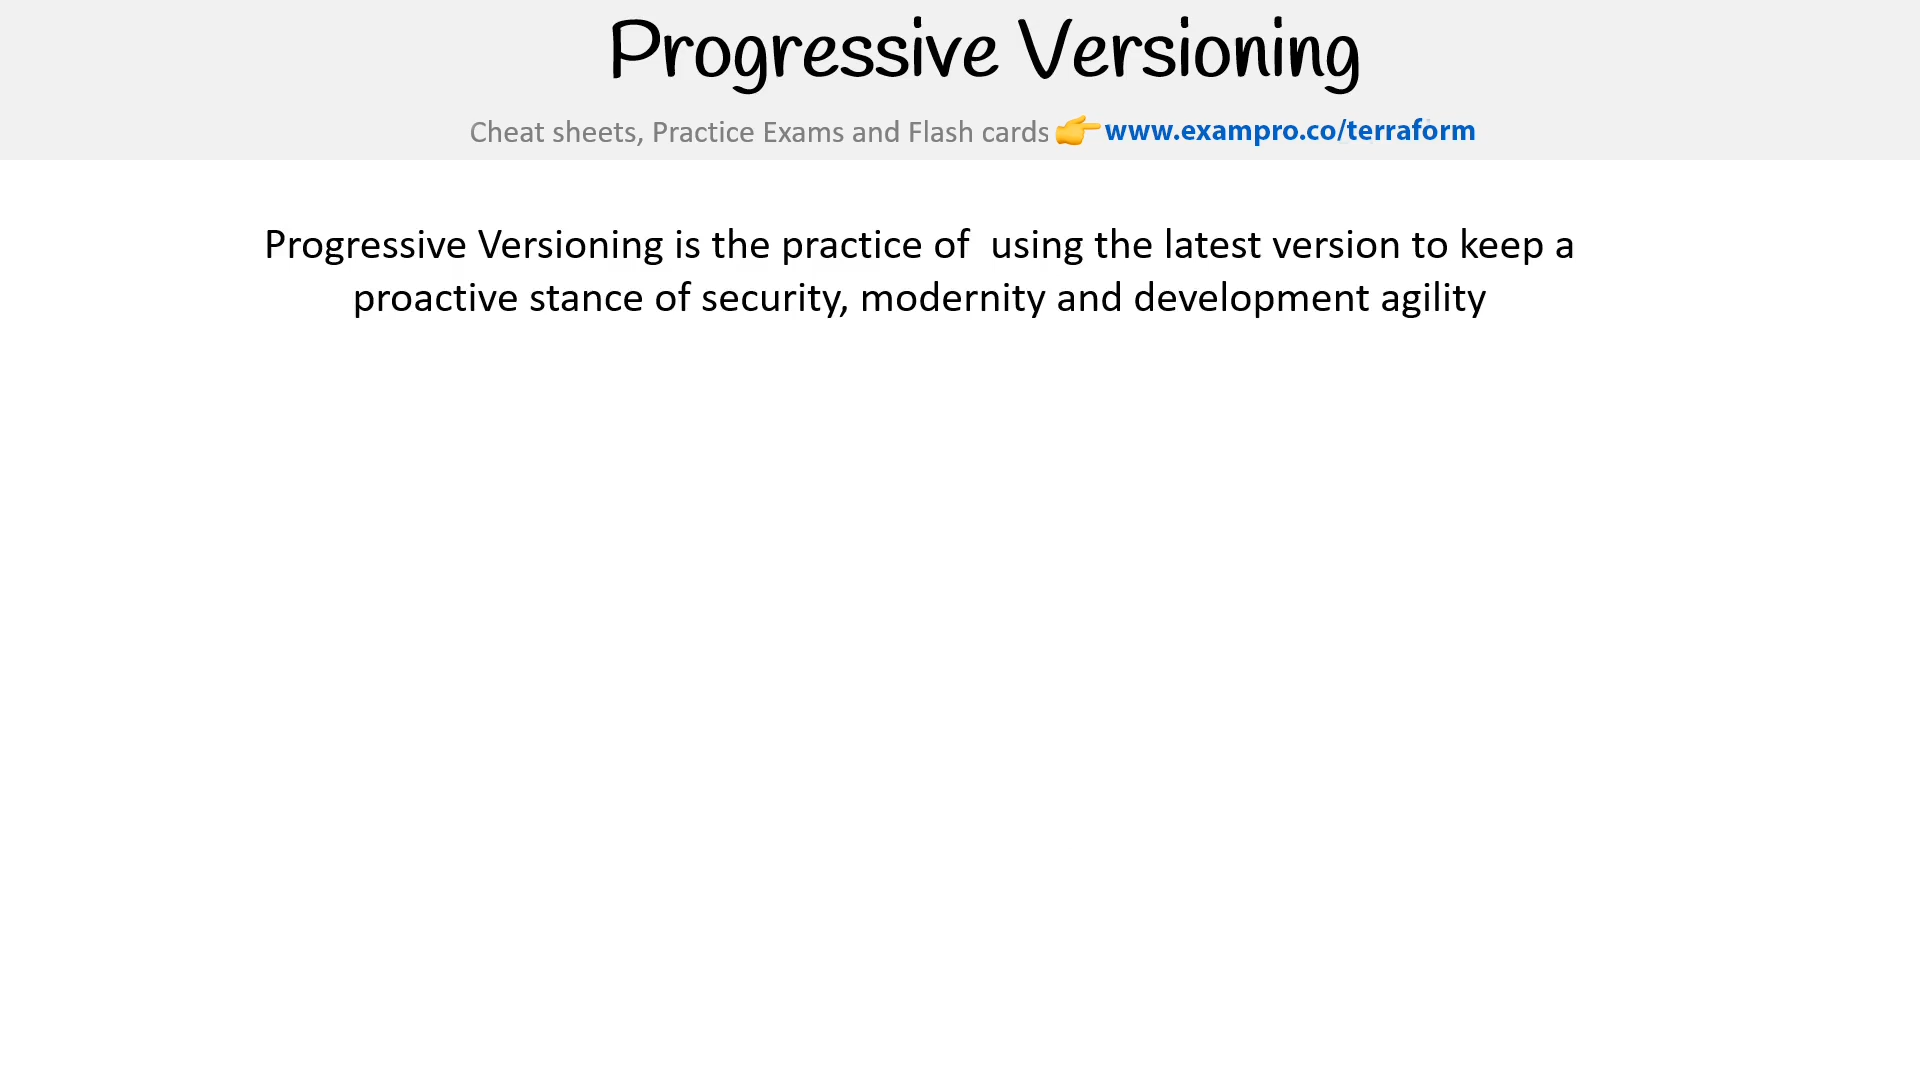 Progressive Versioning
Cheat sheets, Practice Exams and Flash cards 👉 www.exampro.co/terraform
Progressive Versioning is the practice of  using the latest version to keep a
proactive stance of security, modernity and development agility